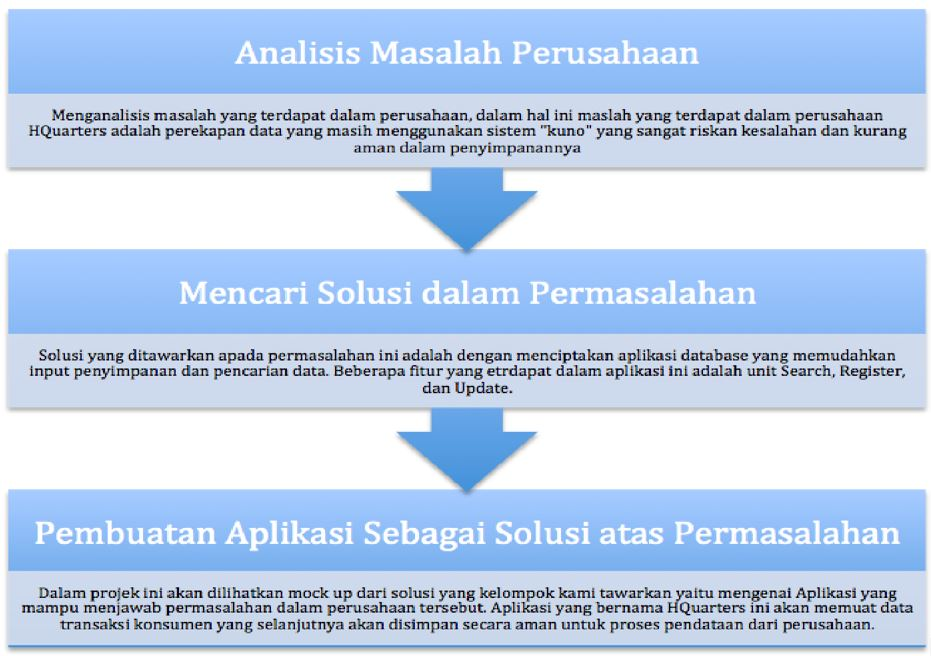 Analisis Masalah Perusahaan
Menganalisis masalah yang terdapat dalam perusahaan, dalam hal ini maslah yang terdapat dalam perusahaan
HQuarters adalah perekapan data yang masih menggunakan sistem "kuno" yang sangat riskan kesalahan dan kurang
aman dalam penyimpanannya
Mencari Solusi dalam Permasalahan
Solusi yang ditawarkan apada permasalahan ini adalah dengan menciptakan aplikasi database yang memudahkan
input penyimpanan dan pencarian data. Beberapa fitur yang etrdapat dalam aplikasi ini adalah unit Search, Register,
dan Update.
Pembuatan Aplikasi Sebagai Solusi atas Permasalahan
Dalam projek ini akan dilihatkan mock up dari solusi yang kelompok kami tawarkan yaitu mengenai Aplikasi yang
mampu menjawab permasalahan dalam perusahaan tersebut. Aplikasi yang bernama HQuarters ini akan memuat data
transaksi konsumen yang selanjutnya akan disimpan secara aman untuk proses pendataan dari perusahaan.